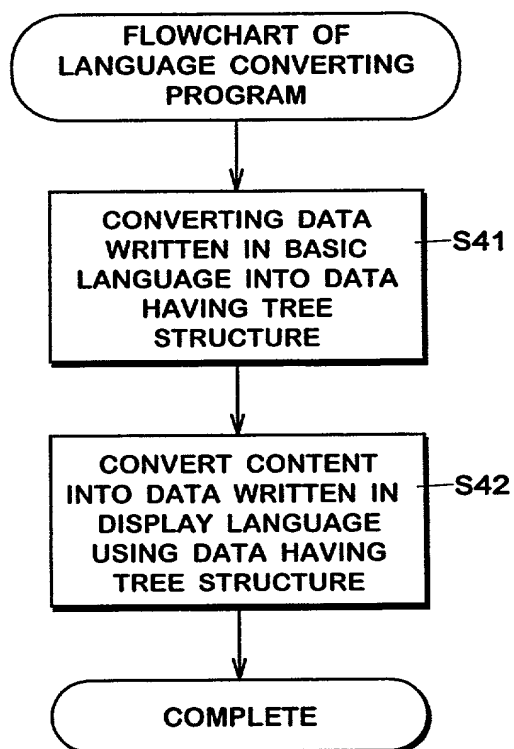 FLOWCHART OF
LANGUAGE CONVERTING
PROGRAM
CONVERTING DATA
WRITTEN IN BASIC
LANGUAGE INTO DATA
HAVING TREE
STRUCTURE
S41
CONVERT CONTENT
INTO DATA WRITTEN IN
DISPLAY LANGUAGE
USING DATA HAVING
TREE STRUCTURE
S42
COMPLETE